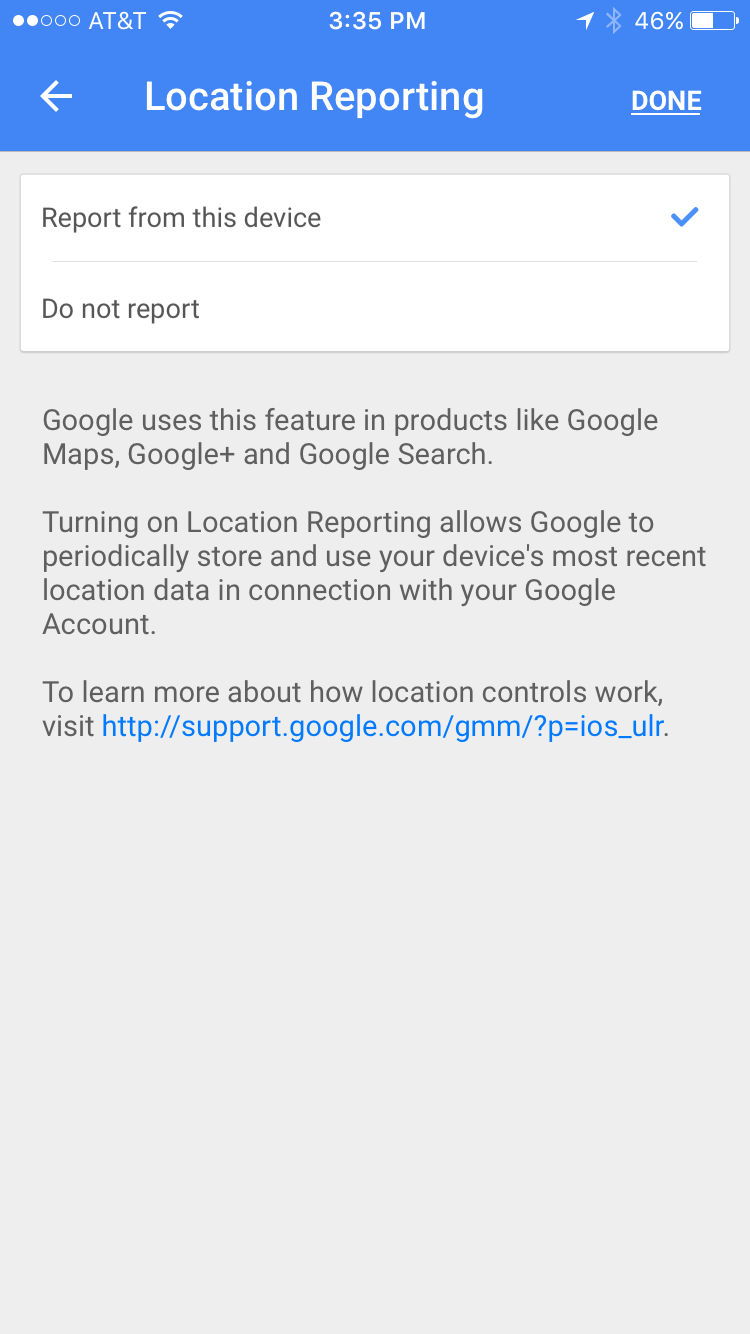 AT&T 3:35 PM 46%
Location Reporting DONE
Report from this device
Do not report
Google uses this feature in products like Google
Maps, Google+ and Google Search.
Turning on Location Reporting allows Google to
periodically store and use your device's most recent
location data in connection with your Google
Account.
To learn more about how location controls work,
visit http://support.google.com/gmm/?p=ios_ulr.